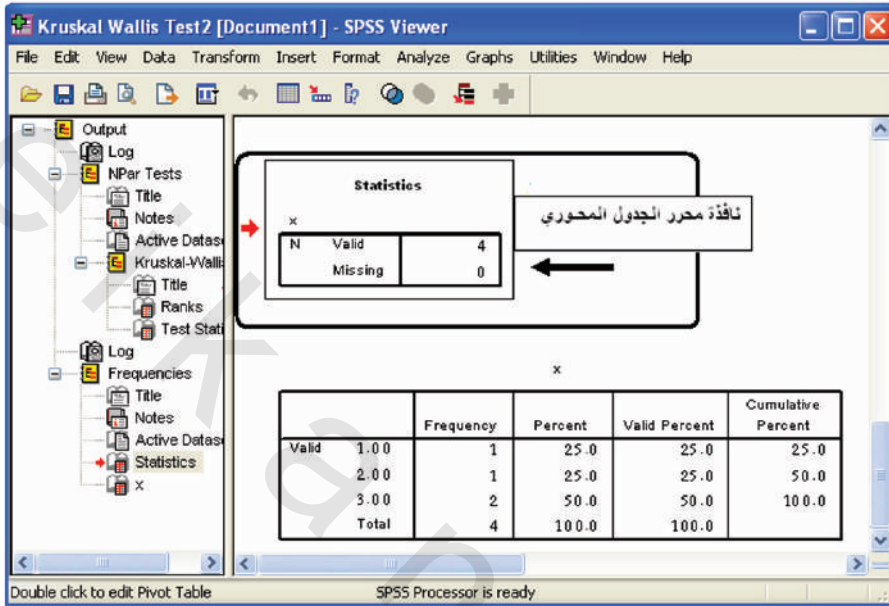 Kruskal Wallis Test2 [Document1] - SPSS Viewer
File Edit View Data Transform Insert Format Analyze Graphs Utilities Window Help
Output
Log
NPar Tests
Title
Notes
Active Datas
Kruskal-Walli
Title
Ranks
Test Stati
Log
Frequencies
Title
Notes
Active Datas
Statistics
x
Statistics
x
N Valid 4
Missing 0
نافذة محرر الجدول المحوري
x
Frequency Percent Valid Percent Cumulative Percent
Valid 1.00 1 25.0 25.0 25.0
2.00 1 25.0 25.0 50.0
3.00 2 50.0 50.0 100.0
Total 4 100.0 100.0
Double click to edit Pivot Table SPSS Processor is ready